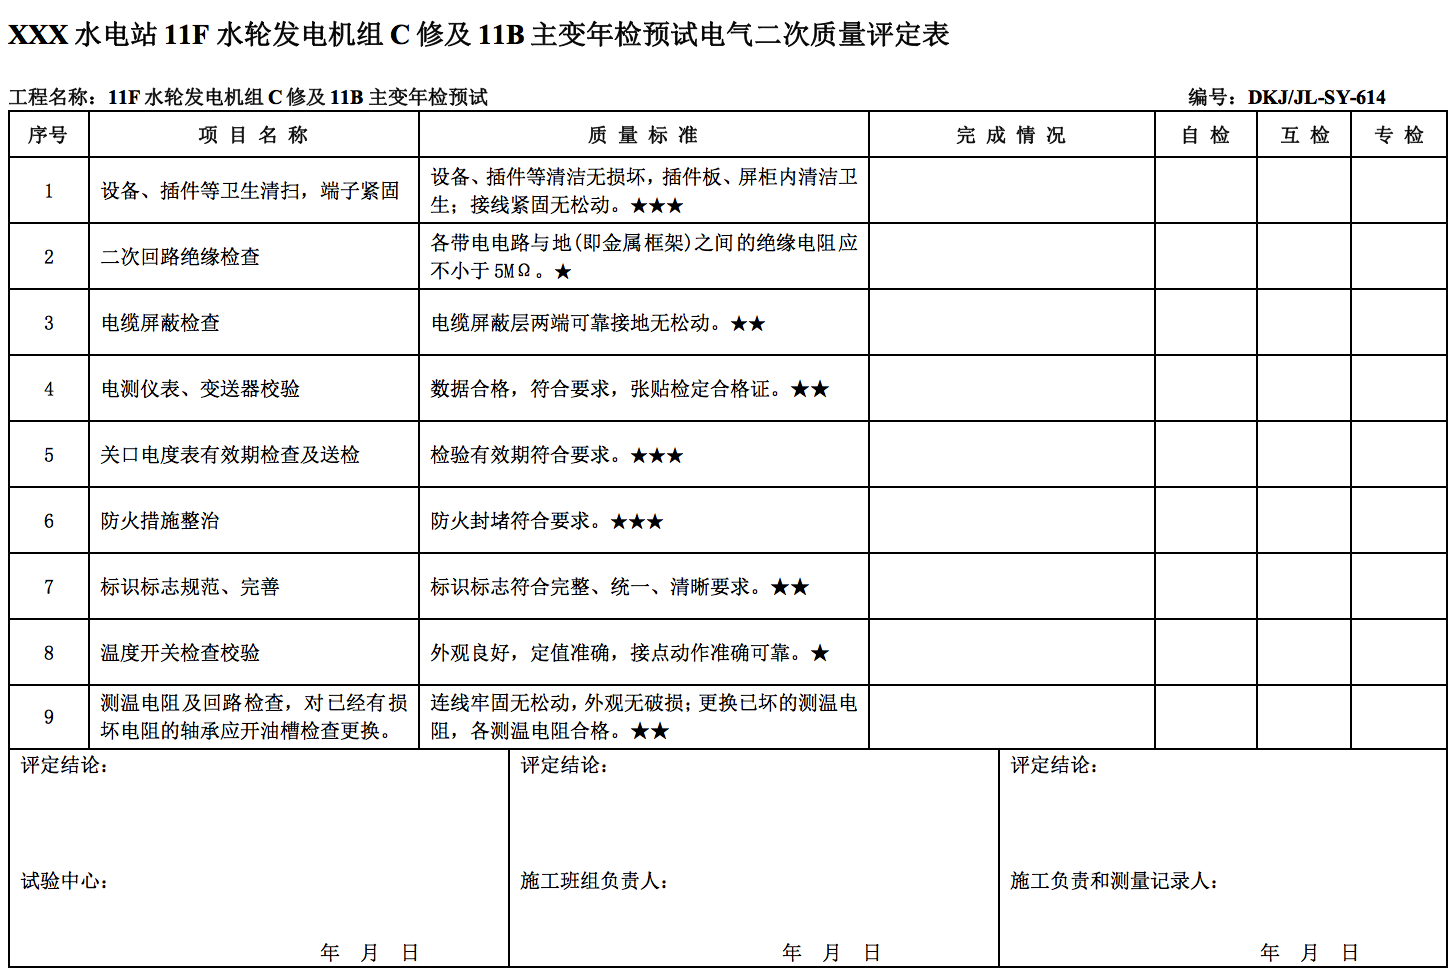 XXX 水电站 11F 水轮发电机组 C 修及 11B 主变年检预试电气二次质量评定表
工程名称：11F 水轮发电机组 C 修及 11B 主变年检预试 编号：DKJ/JL-SY-614
序号 项 目 名 称 质 量 标 准 完 成 情 况 自 检 互 检 专 检
1 设备、插件等卫生清扫，端子紧固 设备、插件等清洁无损坏，插件板、屏柜内清洁卫
生；接线紧固无松动。★★★
2 二次回路绝缘检查 各带电电路与地(即金属框架)之间的绝缘电阻应
不小于 5MΩ。★
3 电缆屏蔽检查 电缆屏蔽层两端可靠接地无松动。★★
4 电测仪表、变送器校验 数据合格，符合要求，张贴检定合格证。★★
5 关口电度表有效期检查及送检 检验有效期符合要求。★★★
6 防火措施整治 防火封堵符合要求。★★★
7 标识标志规范、完善 标识标志符合完整、统一、清晰要求。★★
8 温度开关检查校验 外观良好，定值准确，接点动作准确可靠。★
9 测温电阻及回路检查，对已经有损
坏电阻的轴承应开油槽检查更换。 连线牢固无松动，外观无破损；更换已坏的测温电
阻，各测温电阻合格。★★
评定结论： 评定结论： 评定结论：
试验中心： 施工班组负责人： 施工负责和测量记录人：
年 月 日 年 月 日 年 月 日